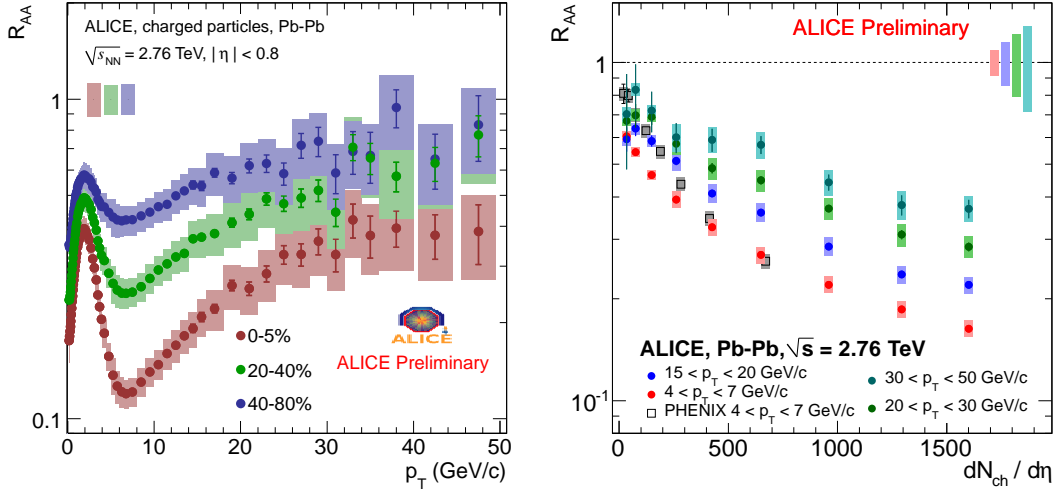 R_AA
ALICE, charged particles, Pb-Pb
√s_NN = 2.76 TeV, | η | < 0.8
1
0.1
0-5%
20-40%
40-80%
ALICE
ALICE Preliminary
0 10 20 30 40 50
p_T (GeV/c)
R_AA
ALICE Preliminary
1
10⁻¹
ALICE, Pb-Pb, √s = 2.76 TeV
15 < p_T < 20 GeV/c
4 < p_T < 7 GeV/c
PHENIX 4 < p_T < 7 GeV/c
30 < p_T < 50 GeV/c
20 < p_T < 30 GeV/c
0 500 1000 1500
dN_ch / dη